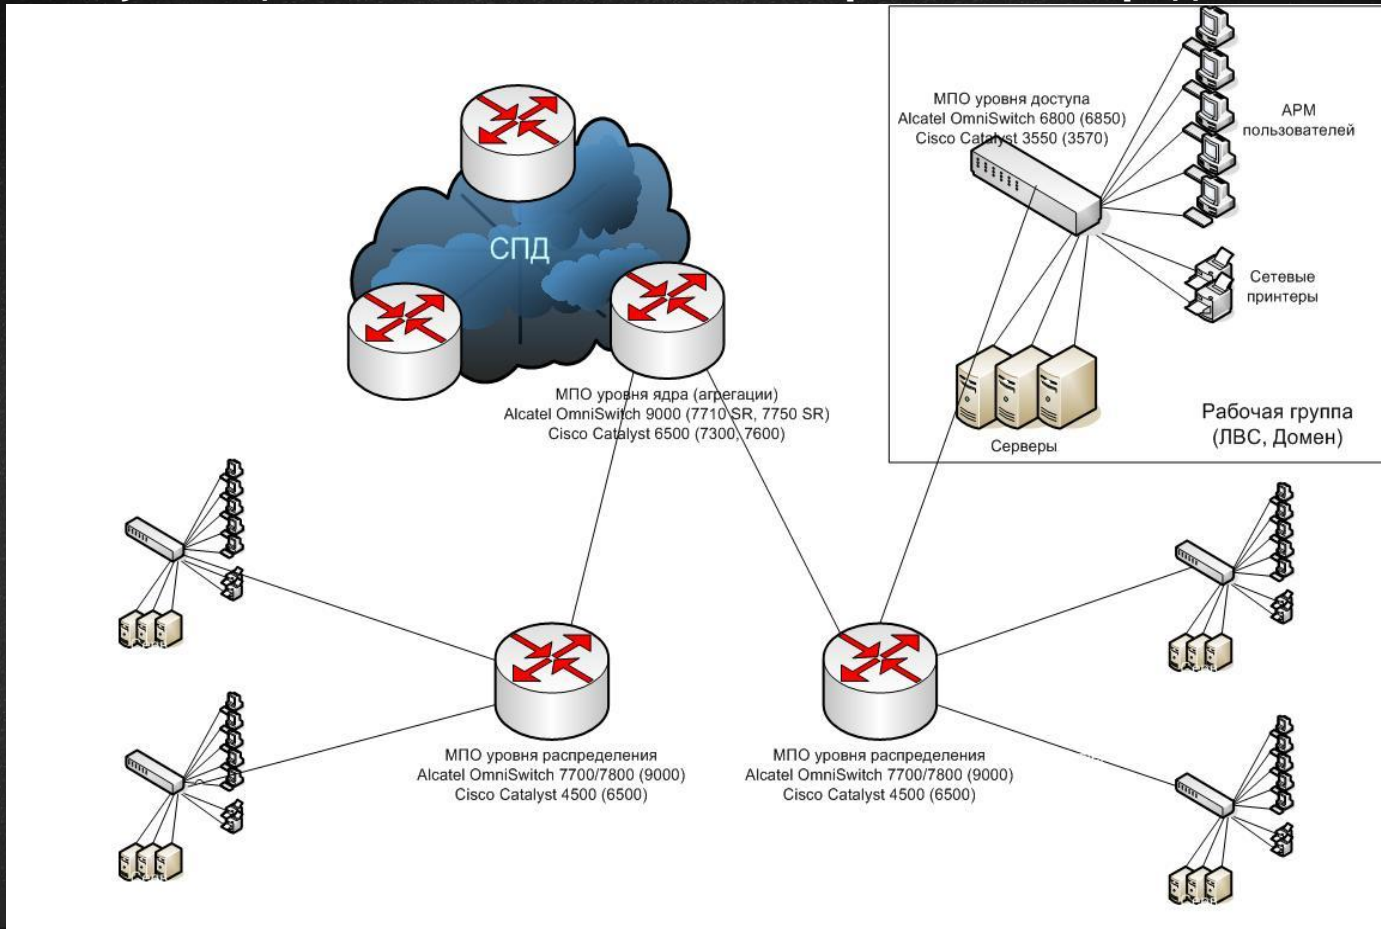 МПО уровня доступа
Alcatel OmniSwitch 6800 (6850)
Cisco Catalyst 3550 (3570)
АРМ
пользователей
СПД
Сетевые
принтеры
МПО уровня ядра (агрегации)
Alcatel OmniSwitch 9000 (7710 SR, 7750 SR)
Cisco Catalyst 6500 (7300, 7600)
Рабочая группа
(ЛВС, Домен)
Серверы
МПО уровня распределения
Alcatel OmniSwitch 7700/7800 (9000)
Cisco Catalyst 4500 (6500)
МПО уровня распределения
Alcatel OmniSwitch 7700/7800 (9000)
Cisco Catalyst 4500 (6500)